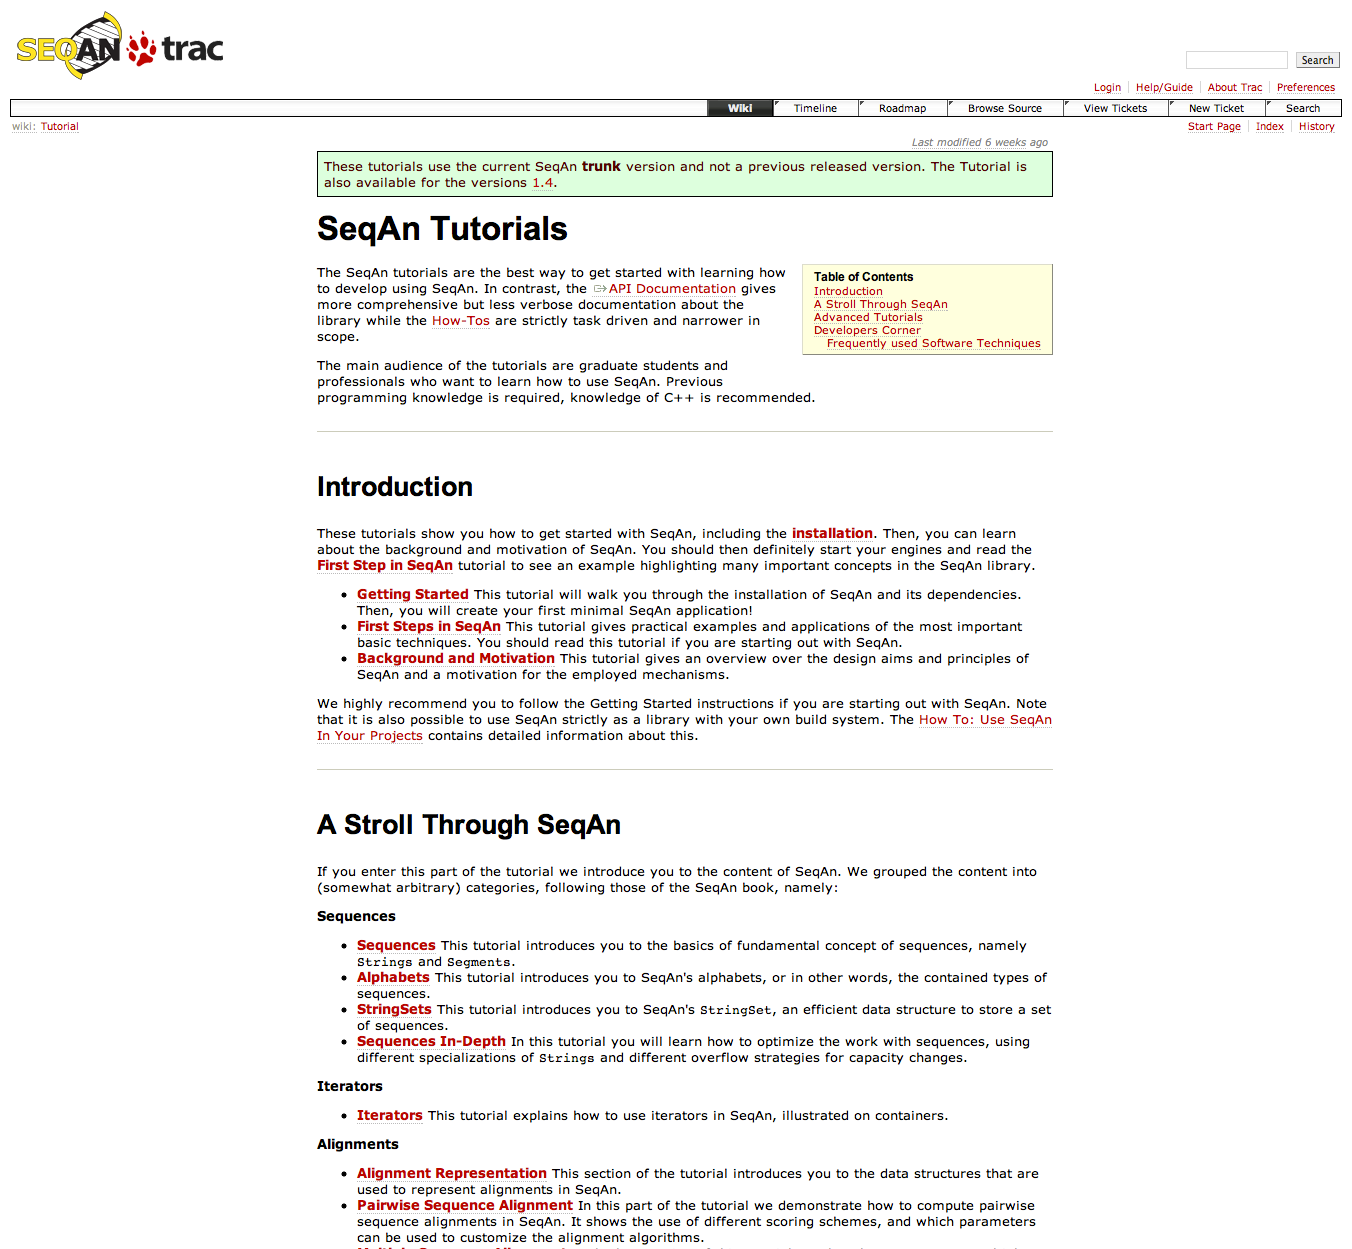 SEQAN trac
Search
Login Help/Guide About Trac Preferences
Wiki Timeline Roadmap Browse Source View Tickets New Ticket Search
wiki: Tutorial
Start Page Index History
Last modified 6 weeks ago
These tutorials use the current SeqAn trunk version and not a previous released version. The Tutorial is
also available for the versions 1.4.
SeqAn Tutorials
The SeqAn tutorials are the best way to get started with learning how
to develop using SeqAn. In contrast, the API Documentation gives
more comprehensive but less verbose documentation about the
library while the How-Tos are strictly task driven and narrower in
scope.
Table of Contents
Introduction
A Stroll Through SeqAn
Advanced Tutorials
Developers Corner
Frequently used Software Techniques
The main audience of the tutorials are graduate students and
professionals who want to learn how to use SeqAn. Previous
programming knowledge is required, knowledge of C++ is recommended.
Introduction
These tutorials show you how to get started with SeqAn, including the installation. Then, you can learn
about the background and motivation of SeqAn. You should then definitely start your engines and read the
First Step in SeqAn tutorial to see an example highlighting many important concepts in the SeqAn library.
• Getting Started This tutorial will walk you through the installation of SeqAn and its dependencies.
Then, you will create your first minimal SeqAn application!
• First Steps in SeqAn This tutorial gives practical examples and applications of the most important
basic techniques. You should read this tutorial if you are starting out with SeqAn.
• Background and Motivation This tutorial gives an overview over the design aims and principles of
SeqAn and a motivation for the employed mechanisms.
We highly recommend you to follow the Getting Started instructions if you are starting out with SeqAn. Note
that it is also possible to use SeqAn strictly as a library with your own build system. The How To: Use SeqAn
In Your Projects contains detailed information about this.
A Stroll Through SeqAn
If you enter this part of the tutorial we introduce you to the content of SeqAn. We grouped the content into
(somewhat arbitrary) categories, following those of the SeqAn book, namely:
Sequences
• Sequences This tutorial introduces you to the basics of fundamental concept of sequences, namely
Strings and Segments.
• Alphabets This tutorial introduces you to SeqAn's alphabets, or in other words, the contained types of
sequences.
• StringSets This tutorial introduces you to SeqAn's StringSet, an efficient data structure to store a set
of sequences.
• Sequences In-Depth In this tutorial you will learn how to optimize the work with sequences, using
different specializations of Strings and different overflow strategies for capacity changes.
Iterators
• Iterators This tutorial explains how to use iterators in SeqAn, illustrated on containers.
Alignments
• Alignment Representation This section of the tutorial introduces you to the data structures that are
used to represent alignments in SeqAn.
• Pairwise Sequence Alignment In this part of the tutorial we demonstrate how to compute pairwise
sequence alignments in SeqAn. It shows the use of different scoring schemes, and which parameters
can be used to customize the alignment algorithms.